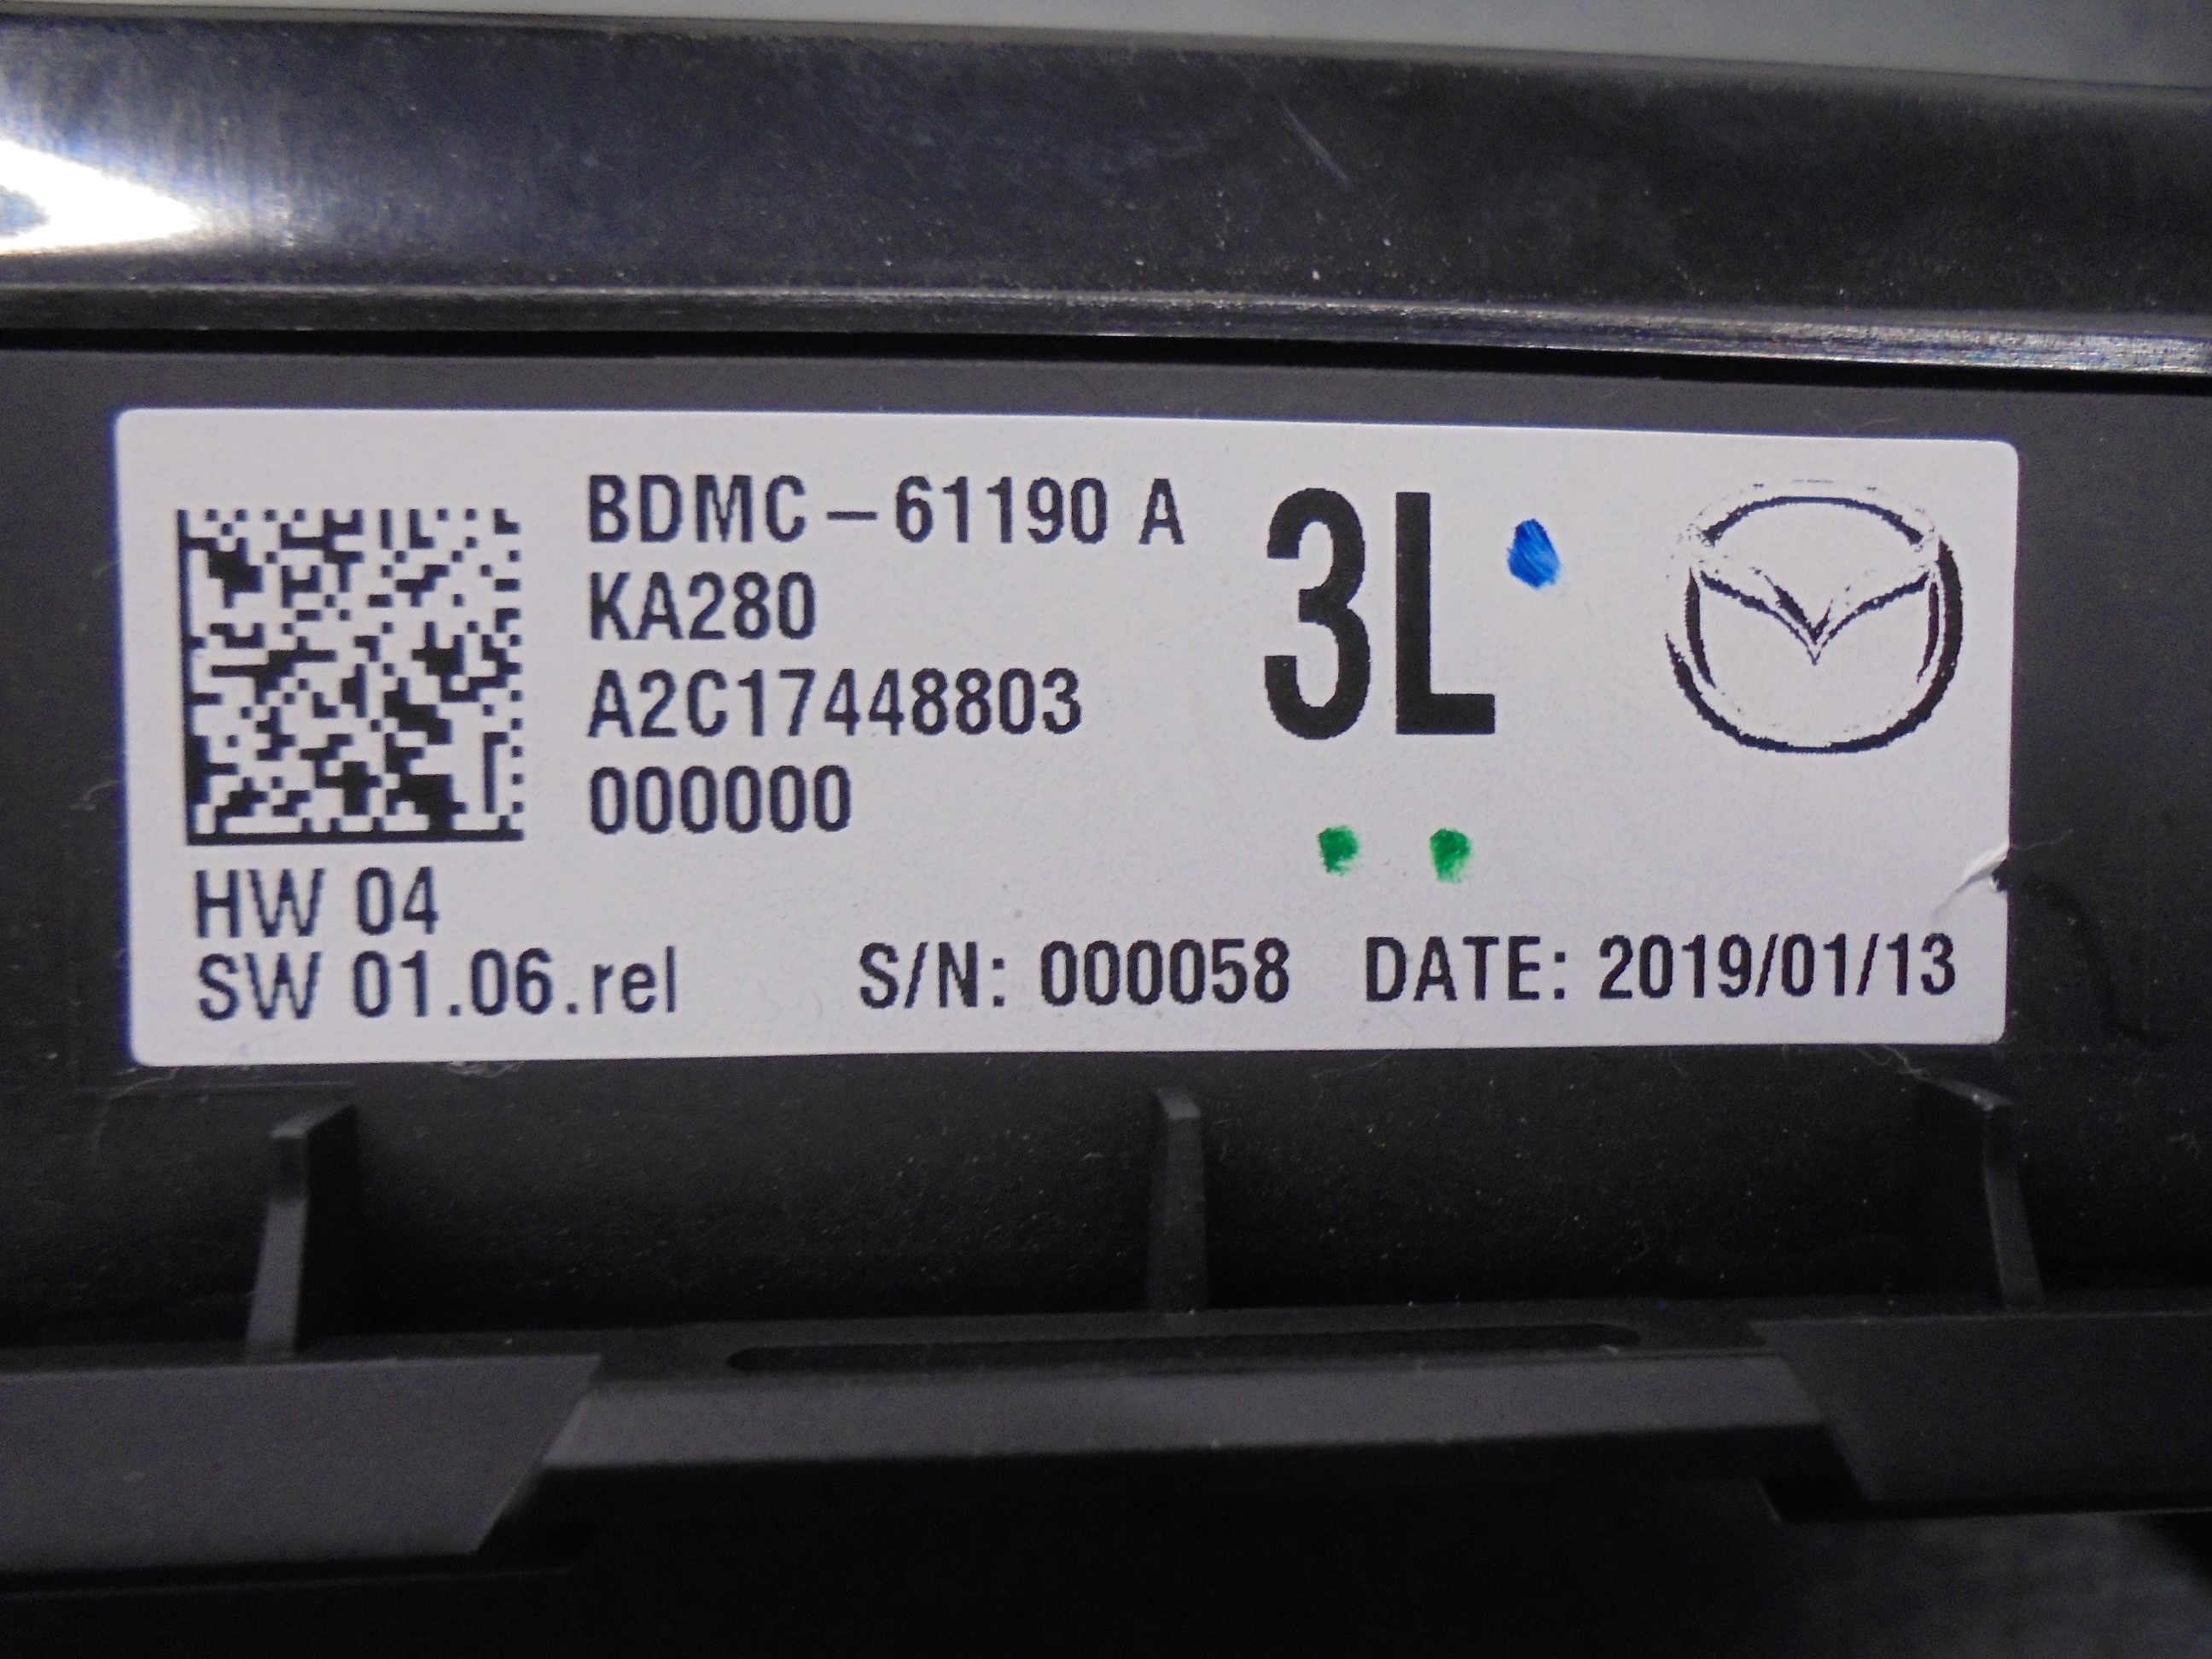 BDMC-61190 A
KA280
A2C17448803
000000
3L
HW 04
SW 01.06.rel
S/N: 000058 DATE: 2019/01/13